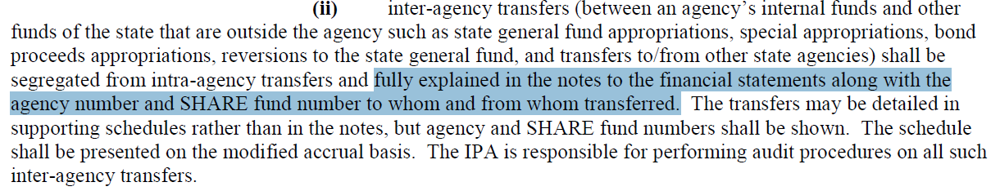 (ii) inter-agency transfers (between an agency’s internal funds and other
funds of the state that are outside the agency such as state general fund appropriations, special appropriations, bond
proceeds appropriations, reversions to the state general fund, and transfers to/from other state agencies) shall be
segregated from intra-agency transfers and fully explained in the notes to the financial statements along with the
agency number and SHARE fund number to whom and from whom transferred.  The transfers may be detailed in
supporting schedules rather than in the notes, but agency and SHARE fund numbers shall be shown.  The schedule
shall be presented on the modified accrual basis.  The IPA is responsible for performing audit procedures on all such
inter-agency transfers.